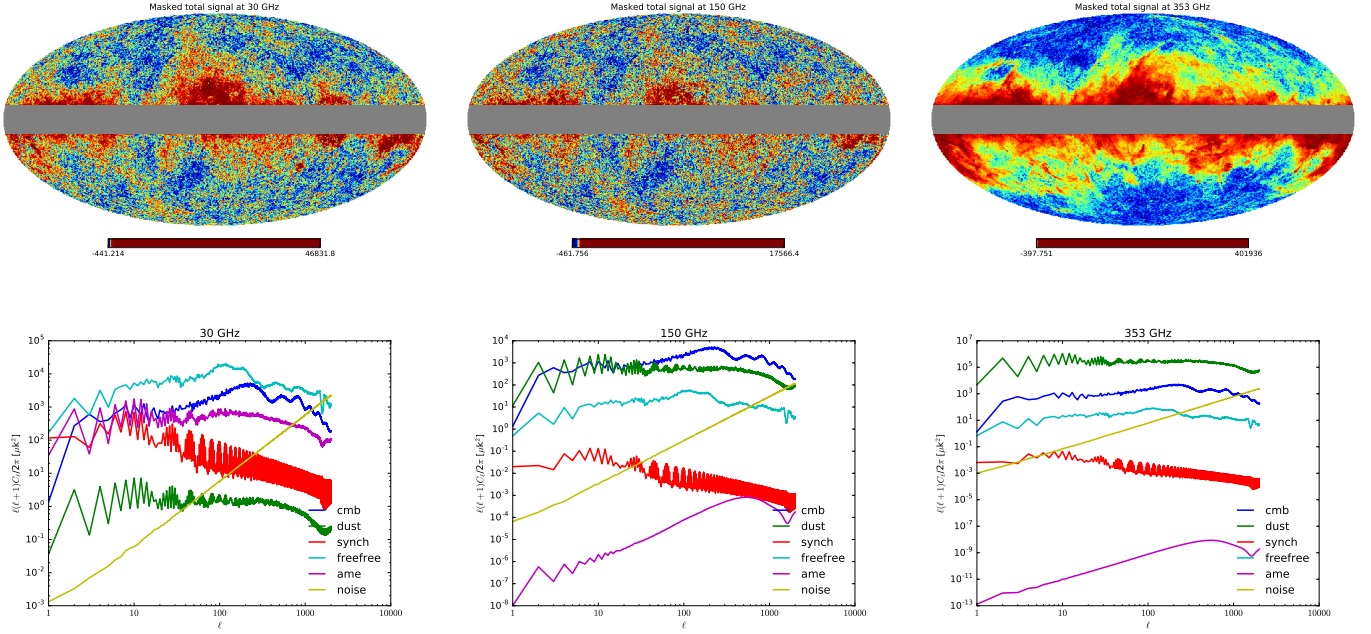 Masked total signal at 30 GHz
-441.214 46831.8
Masked total signal at 150 GHz
-461.756 17566.4
Masked total signal at 353 GHz
-397.751 401936
30 GHz
ℓ(ℓ+1)Cℓ/2π [μk²]
10^5
10^4
10^3
10^2
10^1
10^0
10^-1
10^-2
10^-3
1 10 100 1000 10000
ℓ
cmb
dust
synch
freefree
ame
noise
150 GHz
ℓ(ℓ+1)Cℓ/2π [μk²]
10^4
10^3
10^2
10^1
10^0
10^-1
10^-2
10^-3
10^-4
10^-5
10^-6
10^-7
10^-8
1 10 100 1000 10000
ℓ
cmb
dust
synch
freefree
ame
noise
353 GHz
ℓ(ℓ+1)Cℓ/2π [μk²]
10^7
10^5
10^3
10^1
10^-1
10^-3
10^-5
10^-7
10^-9
10^-11
10^-13
1 10 100 1000 10000
ℓ
cmb
dust
synch
freefree
ame
noise